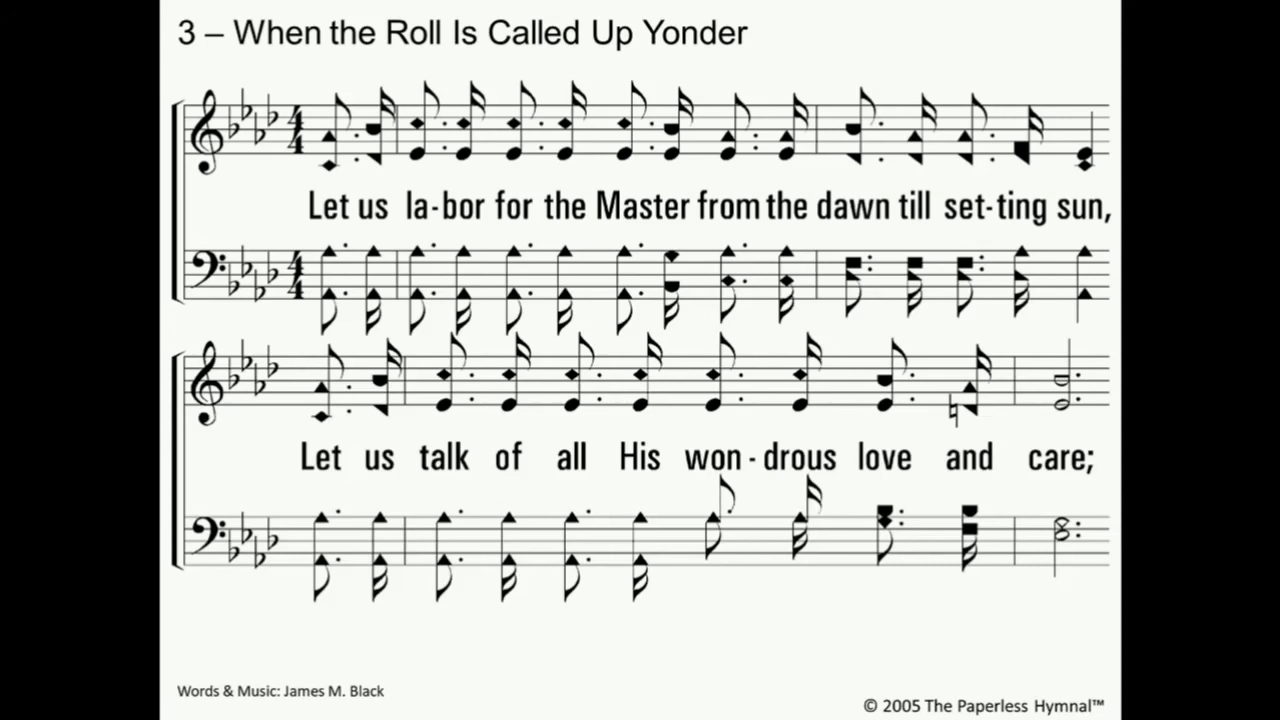 3 – When the Roll Is Called Up Yonder
Let us la-bor for the Master from the dawn till set-ting sun,
Let us talk of all His won-drous love and care;
Words & Music: James M. Black
© 2005 The Paperless Hymnal™